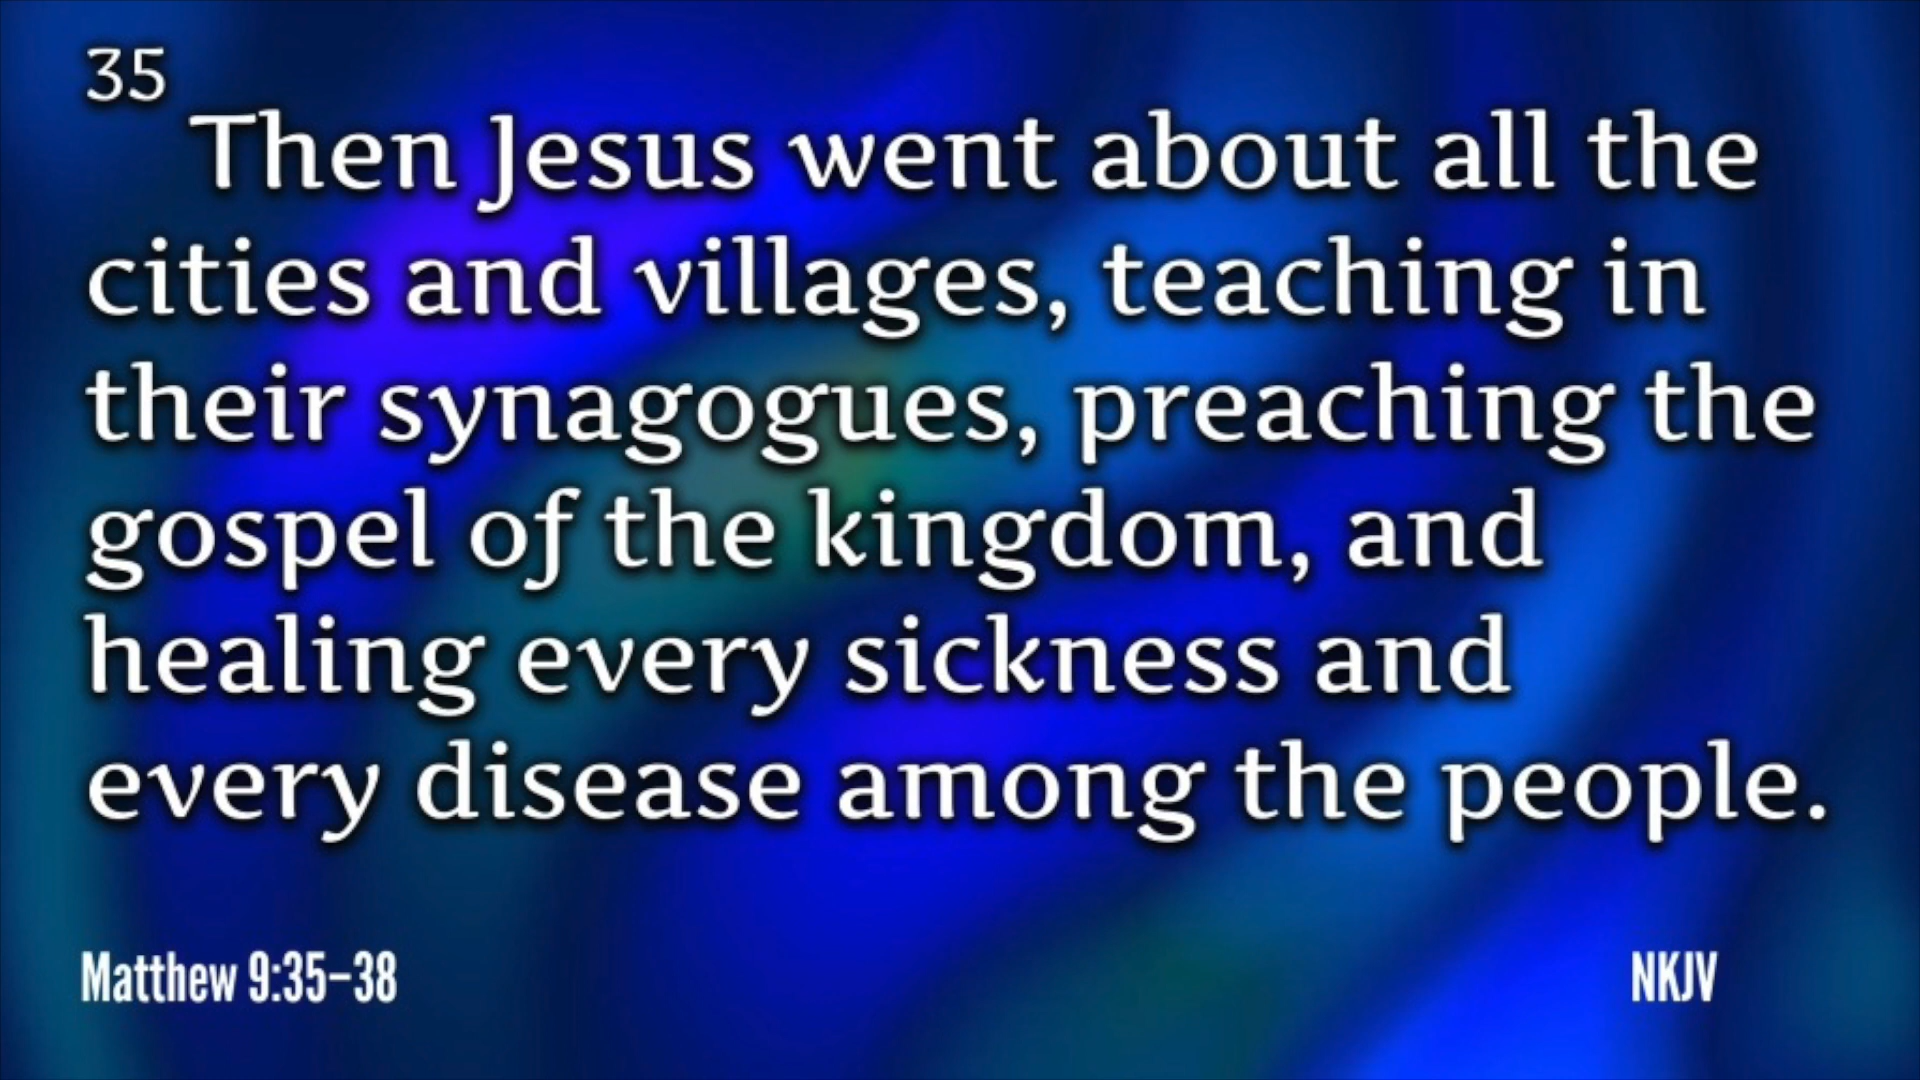 35
Then Jesus went about all the
cities and villages, teaching in
their synagogues, preaching the
gospel of the kingdom, and
healing every sickness and
every disease among the people.
Matthew 9:35–38
NKJV